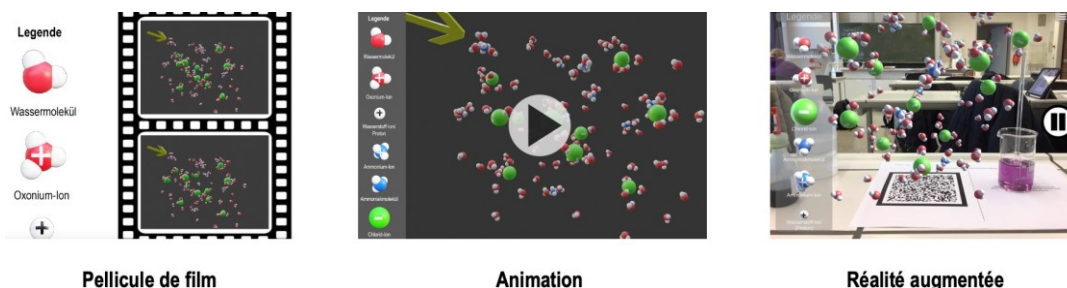 Legende
Wassermolekül
Oxonium-Ion
Pellicule de film
Legende
Wassermolekül
Oxonium-Ion
Wasserstoff-Ion/
Proton
Ammonium-Ion
Ammoniakmolekül
Chlorid-Ion
Animation
Legende
Chlorid-Ion
Réalité augmentée